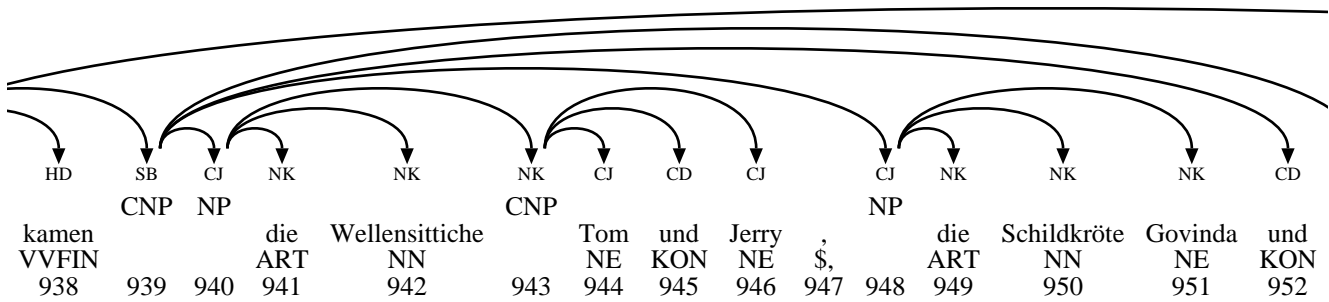 HD SB CJ NK NK NK CJ CD CJ CJ NK NK NK CD
CNP NP CNP NP
kamen die Wellensittiche Tom und Jerry , die Schildkröte Govinda und
VVFIN ART NN NE KON NE $, ART NN NE KON
938 939 940 941 942 943 944 945 946 947 948 949 950 951 952